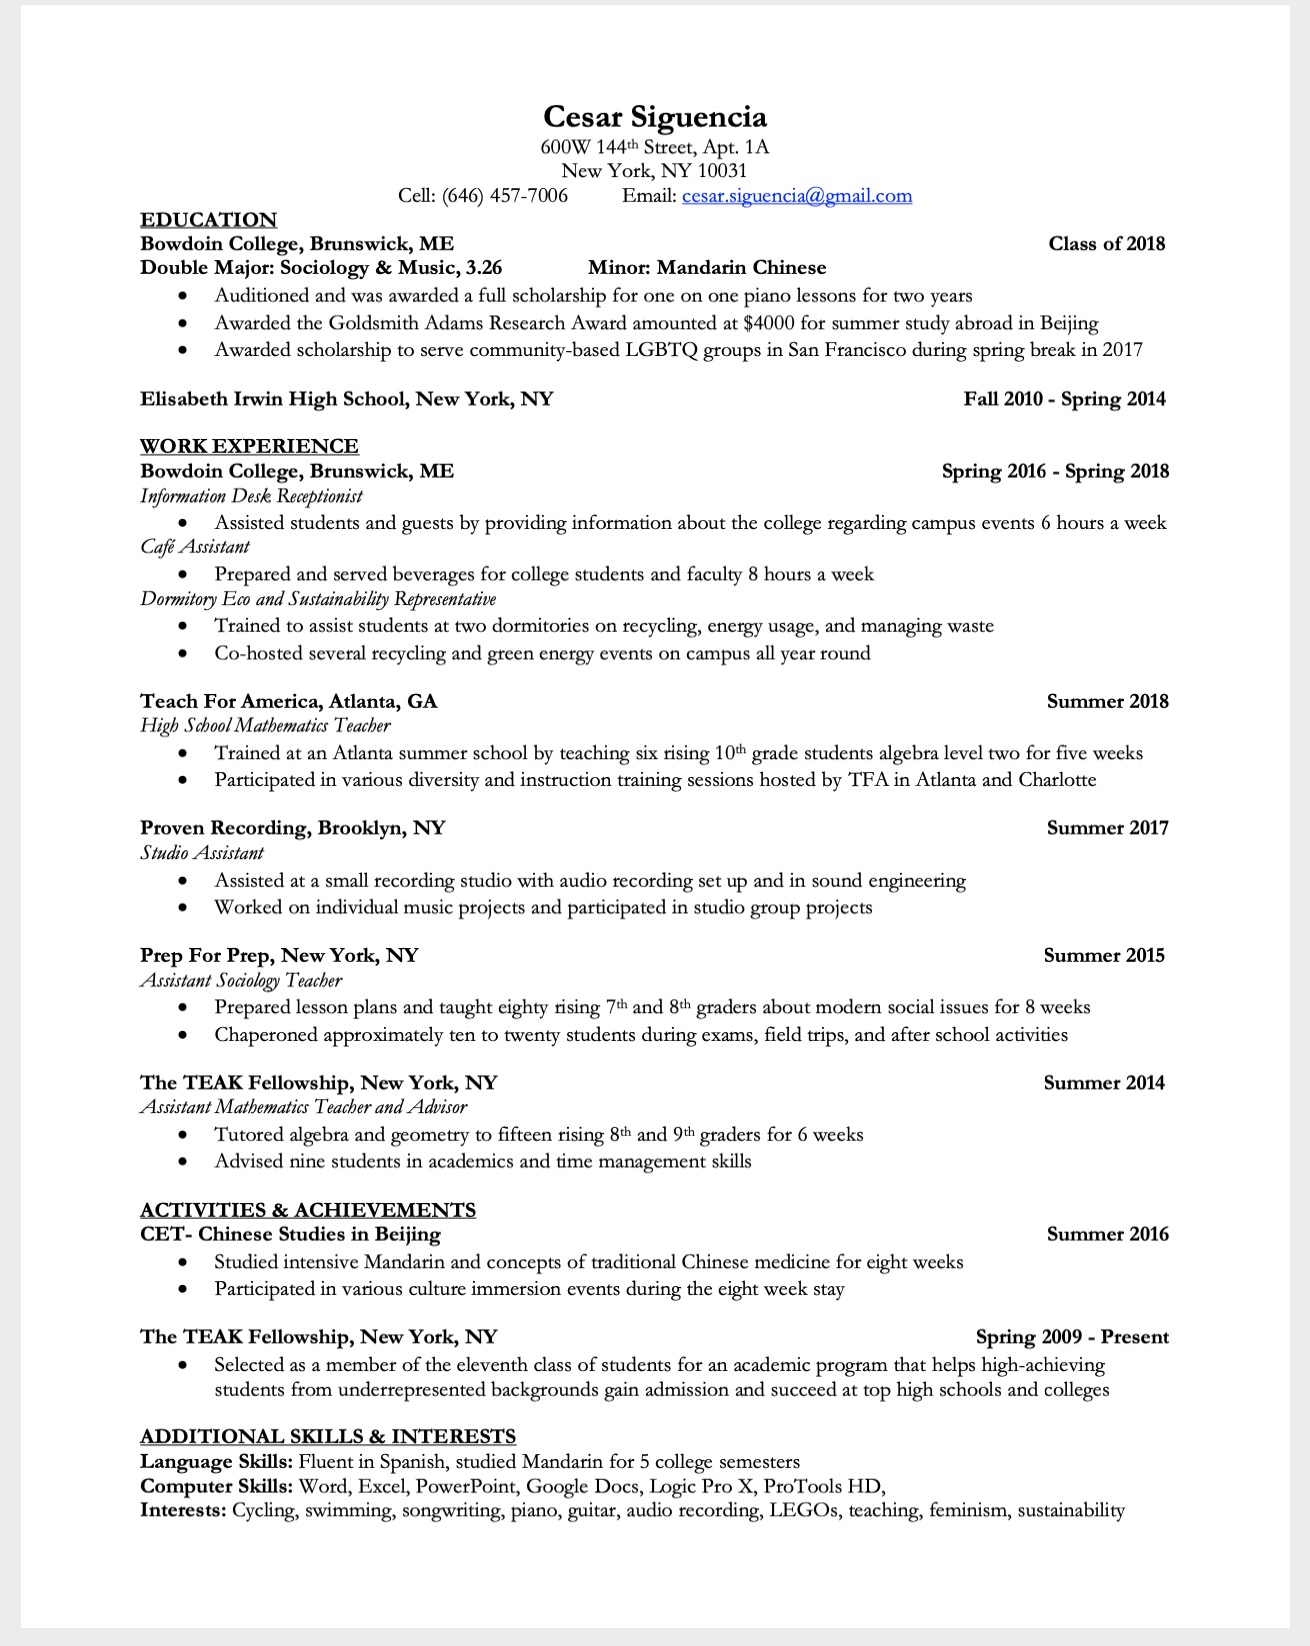 Cesar Siguencia
600W 144th Street, Apt. 1A
New York, NY 10031
Cell: (646) 457-7006 Email: cesar.siguencia@gmail.com
EDUCATION
Bowdoin College, Brunswick, ME Class of 2018
Double Major: Sociology & Music, 3.26 Minor: Mandarin Chinese
• Auditioned and was awarded a full scholarship for one on one piano lessons for two years
• Awarded the Goldsmith Adams Research Award amounted at $4000 for summer study abroad in Beijing
• Awarded scholarship to serve community-based LGBTQ groups in San Francisco during spring break in 2017
Elisabeth Irwin High School, New York, NY Fall 2010 - Spring 2014
WORK EXPERIENCE
Bowdoin College, Brunswick, ME Spring 2016 - Spring 2018
Information Desk Receptionist
• Assisted students and guests by providing information about the college regarding campus events 6 hours a week
Café Assistant
• Prepared and served beverages for college students and faculty 8 hours a week
Dormitory Eco and Sustainability Representative
• Trained to assist students at two dormitories on recycling, energy usage, and managing waste
• Co-hosted several recycling and green energy events on campus all year round
Teach For America, Atlanta, GA Summer 2018
High School Mathematics Teacher
• Trained at an Atlanta summer school by teaching six rising 10th grade students algebra level two for five weeks
• Participated in various diversity and instruction training sessions hosted by TFA in Atlanta and Charlotte
Proven Recording, Brooklyn, NY Summer 2017
Studio Assistant
• Assisted at a small recording studio with audio recording set up and in sound engineering
• Worked on individual music projects and participated in studio group projects
Prep For Prep, New York, NY Summer 2015
Assistant Sociology Teacher
• Prepared lesson plans and taught eighty rising 7th and 8th graders about modern social issues for 8 weeks
• Chaperoned approximately ten to twenty students during exams, field trips, and after school activities
The TEAK Fellowship, New York, NY Summer 2014
Assistant Mathematics Teacher and Advisor
• Tutored algebra and geometry to fifteen rising 8th and 9th graders for 6 weeks
• Advised nine students in academics and time management skills
ACTIVITIES & ACHIEVEMENTS
CET- Chinese Studies in Beijing Summer 2016
• Studied intensive Mandarin and concepts of traditional Chinese medicine for eight weeks
• Participated in various culture immersion events during the eight week stay
The TEAK Fellowship, New York, NY Spring 2009 - Present
• Selected as a member of the eleventh class of students for an academic program that helps high-achieving
students from underrepresented backgrounds gain admission and succeed at top high schools and colleges
ADDITIONAL SKILLS & INTERESTS
Language Skills: Fluent in Spanish, studied Mandarin for 5 college semesters
Computer Skills: Word, Excel, PowerPoint, Google Docs, Logic Pro X, ProTools HD,
Interests: Cycling, swimming, songwriting, piano, guitar, audio recording, LEGOs, teaching, feminism, sustainability